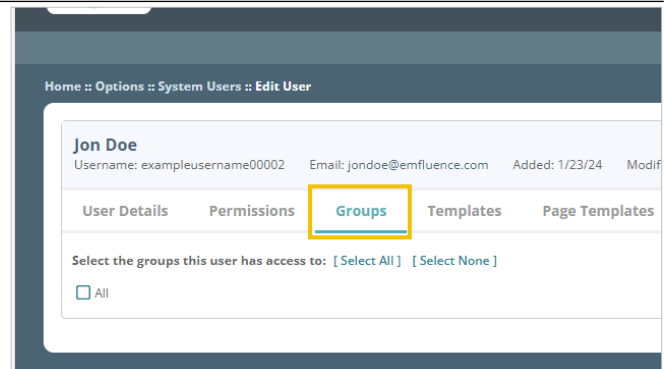 Home :: Options :: System Users :: Edit User
Jon Doe
Username: exampleusername00002 Email: jondoe@emfluence.com Added: 1/23/24
User Details Permissions Groups Templates Page Templates
Select the groups this user has access to: [ Select All ] [ Select None ]
All